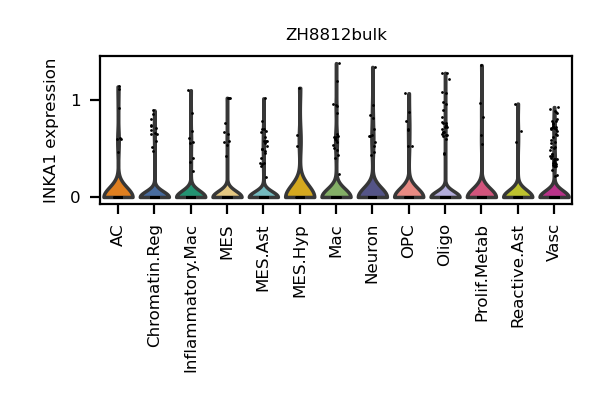 ZH8812bulk
INKA1 expression
1
0
AC
Chromatin.Reg
Inflammatory.Mac
MES
MES.Ast
MES.Hyp
Mac
Neuron
OPC
Oligo
Prolif.Metab
Reactive.Ast
Vasc